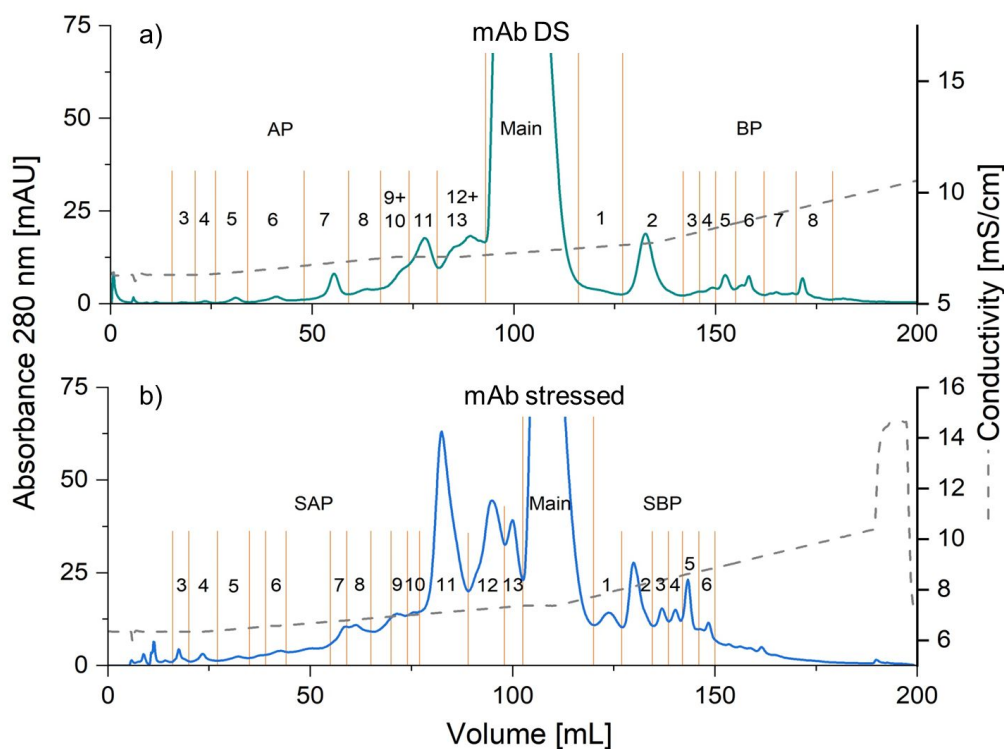 a)
mAb DS
75
50
25
0
AP
Main
BP
3 4 5 6 7 8 9+ 10 11 12+ 13
1 2 3 4 5 6 7 8
15
10
5
0 50 100 150 200
b)
mAb stressed
75
50
25
0
SAP
Main
SBP
3 4 5 6 7 8 9 10 11 12 13
1 2 3 4 5 6
16
14
12
10
8
6
0 50 100 150 200
Volume [mL]
Absorbance 280 nm [mAU]
Conductivity [mS/cm]